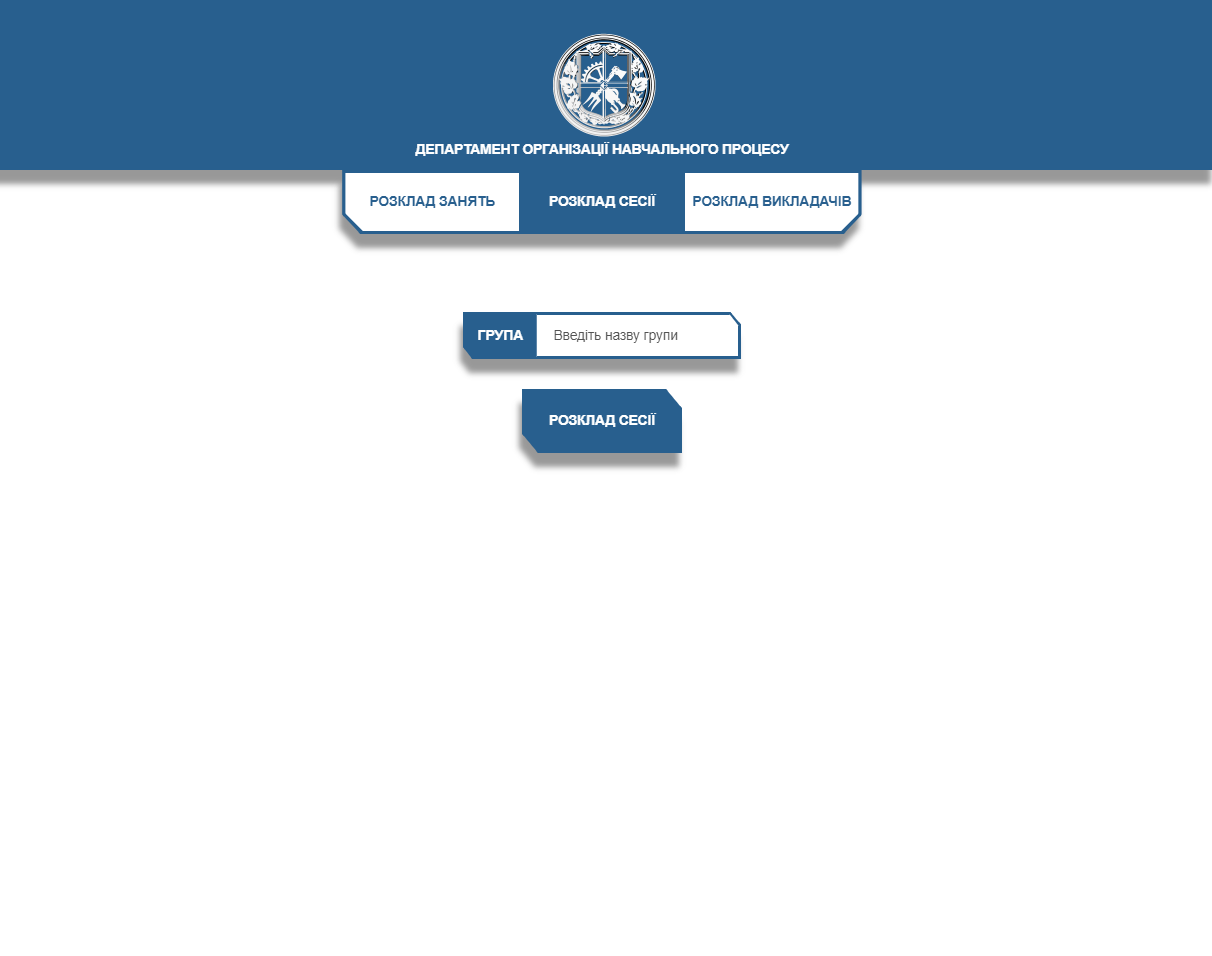 ДЕПАРТАМЕНТ ОРГАНІЗАЦІЇ НАВЧАЛЬНОГО ПРОЦЕСУ
РОЗКЛАД ЗАНЯТЬ РОЗКЛАД СЕСІЇ РОЗКЛАД ВИКЛАДАЧІВ
ГРУПА Введіть назву групи
РОЗКЛАД СЕСІЇ